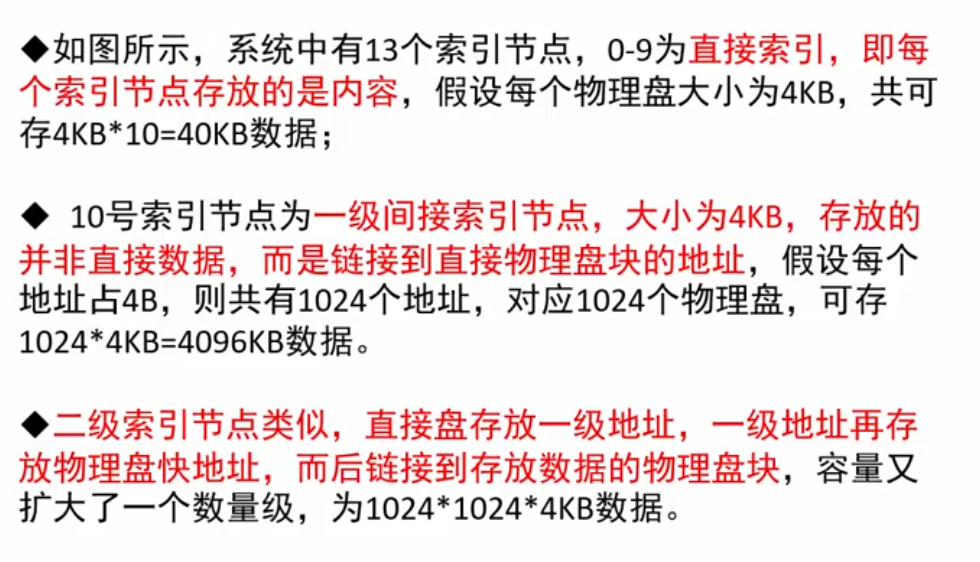 ◆如图所示，系统中有13个索引节点，0-9为直接索引，即每
个索引节点存放的是内容，假设每个物理盘大小为4KB，共可
存4KB*10=40KB数据；
◆ 10号索引节点为一级间接索引节点，大小为4KB，存放的
并非直接数据，而是链接到直接物理盘块的地址，假设每个
地址占4B，则共有1024个地址，对应1024个物理盘，可存
1024*4KB=4096KB数据。
◆二级索引节点类似，直接盘存放一级地址，一级地址再存
放物理盘快地址，而后链接到存放数据的物理盘块，容量又
扩大了一个数量级，为1024*1024*4KB数据。